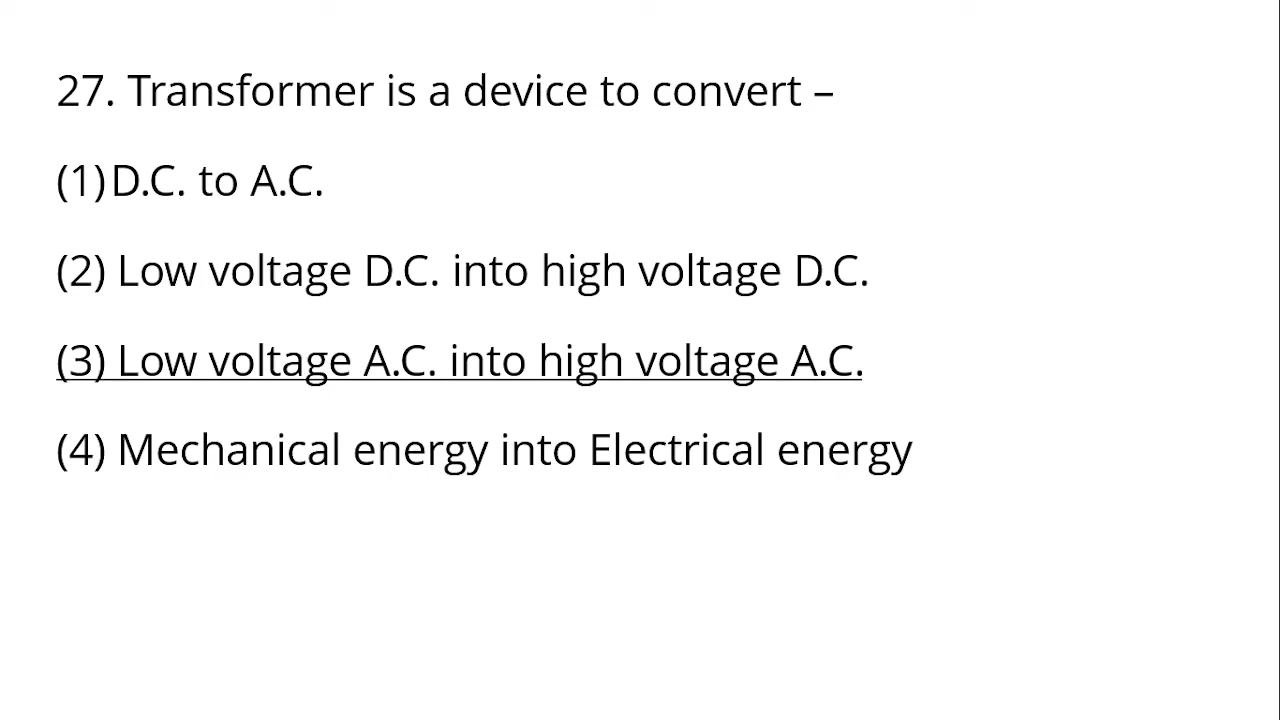 27. Transformer is a device to convert –
(1) D.C. to A.C.
(2) Low voltage D.C. into high voltage D.C.
(3) Low voltage A.C. into high voltage A.C.
(4) Mechanical energy into Electrical energy